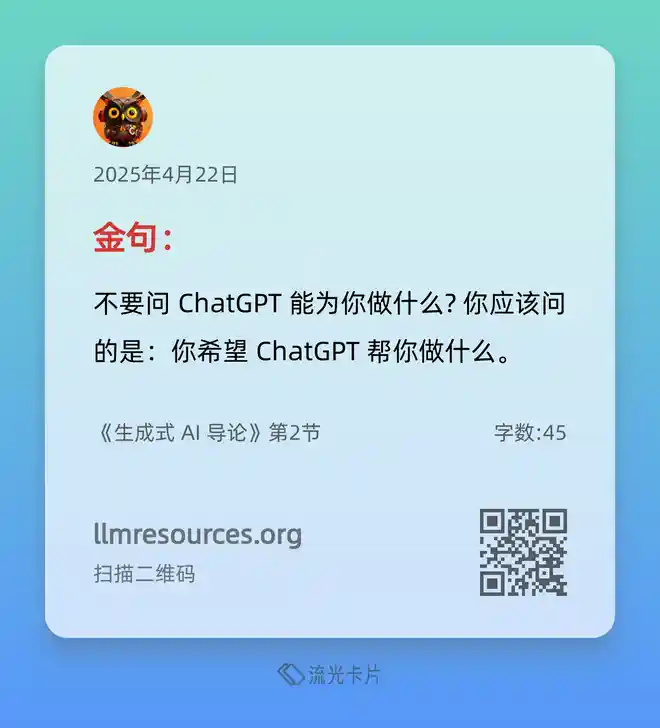 2025年4月22日
金句：
不要问 ChatGPT 能为你做什么? 你应该问
的是：你希望 ChatGPT 帮你做什么。
《生成式 AI 导论》第2节
字数:45
llmresources.org
扫描二维码
流光卡片